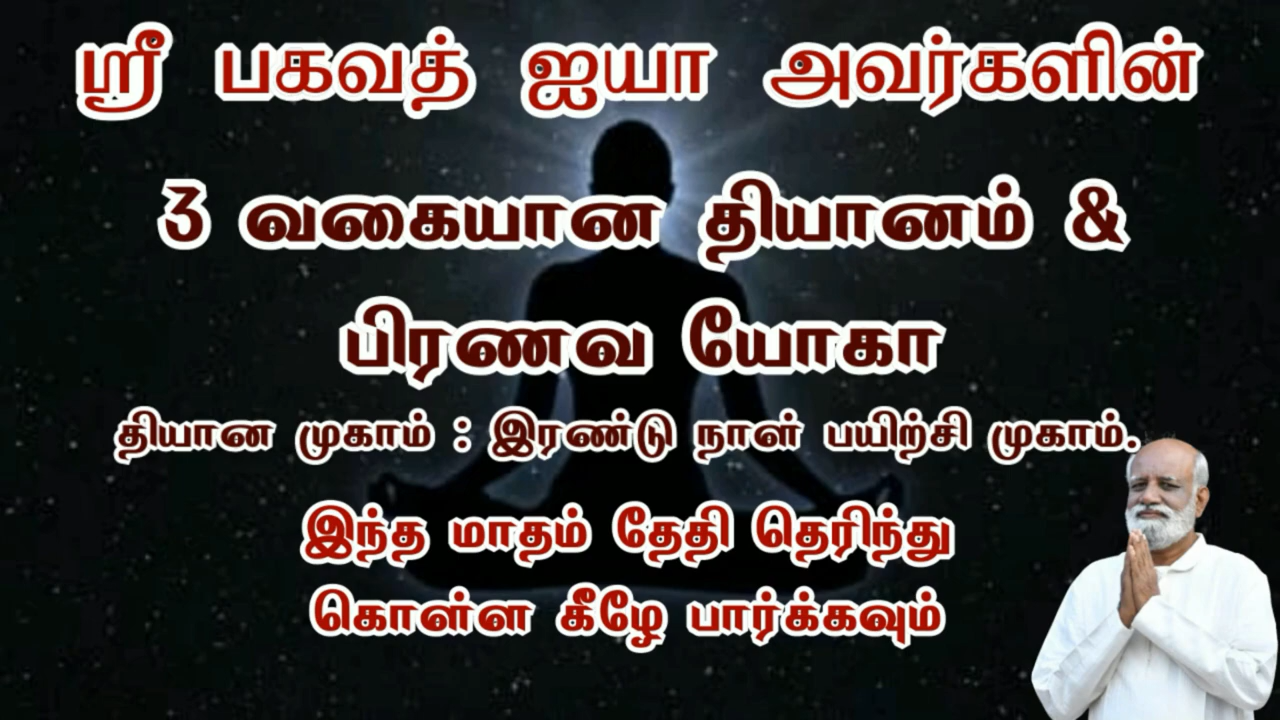 ஸ்ரீ பகவத் ஐயா அவர்களின்
3 வகையான தியானம் &
பிரணவ யோகா
தியான முகாம் : இரண்டு நாள் பயிற்சி முகாம்.
இந்த மாதம் தேதி தெரிந்து
கொள்ள கீழே பார்க்கவும்